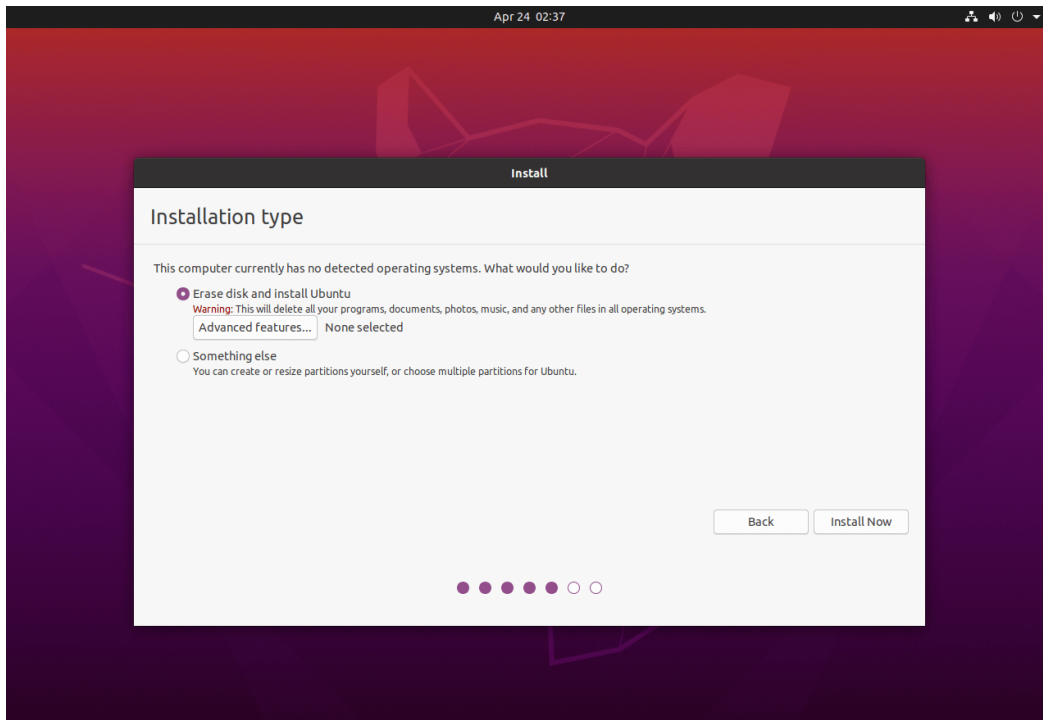 Apr 24 02:37
Install
Installation type
This computer currently has no detected operating systems. What would you like to do?
Erase disk and install Ubuntu
Warning: This will delete all your programs, documents, photos, music, and any other files in all operating systems.
Advanced features... None selected
Something else
You can create or resize partitions yourself, or choose multiple partitions for Ubuntu.
Back Install Now